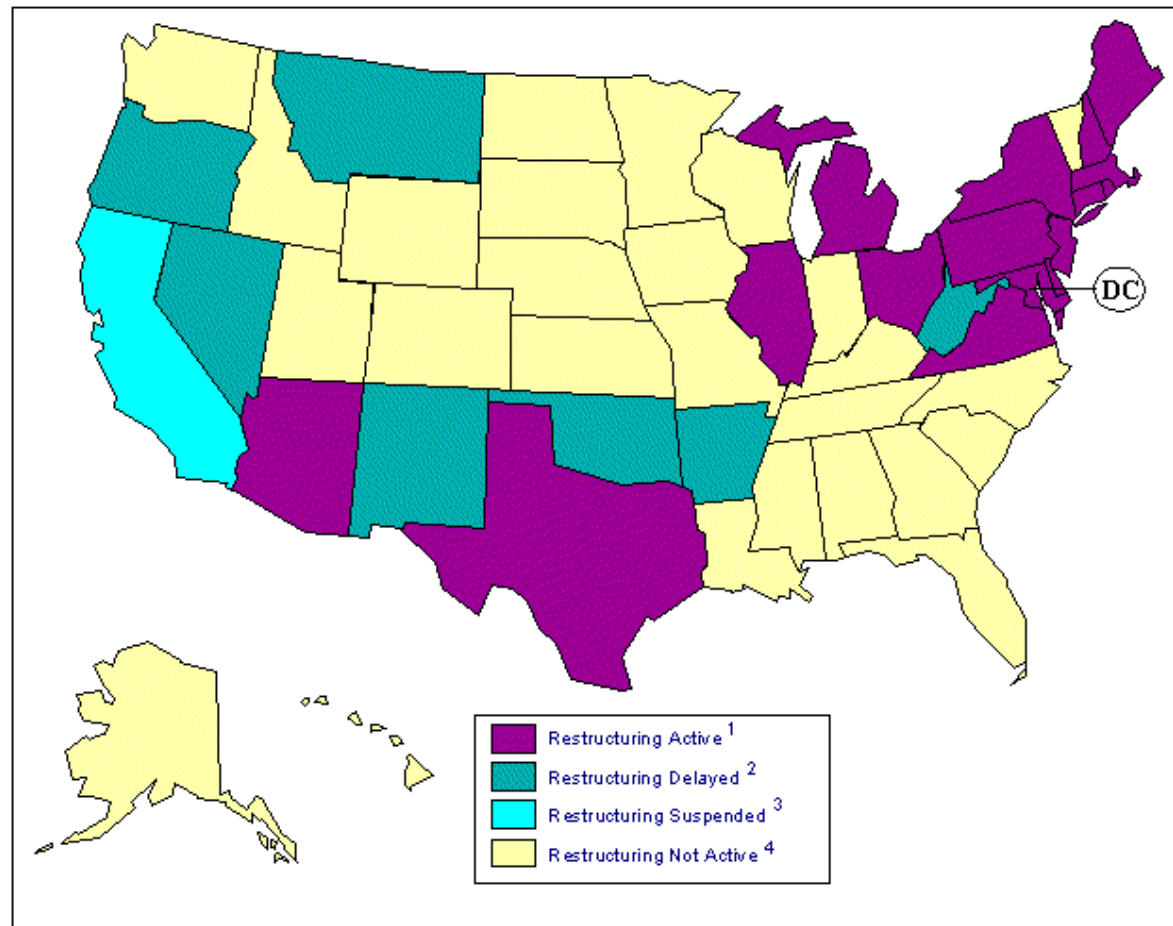 DC
Restructuring Active 1
Restructuring Delayed 2
Restructuring Suspended 3
Restructuring Not Active 4